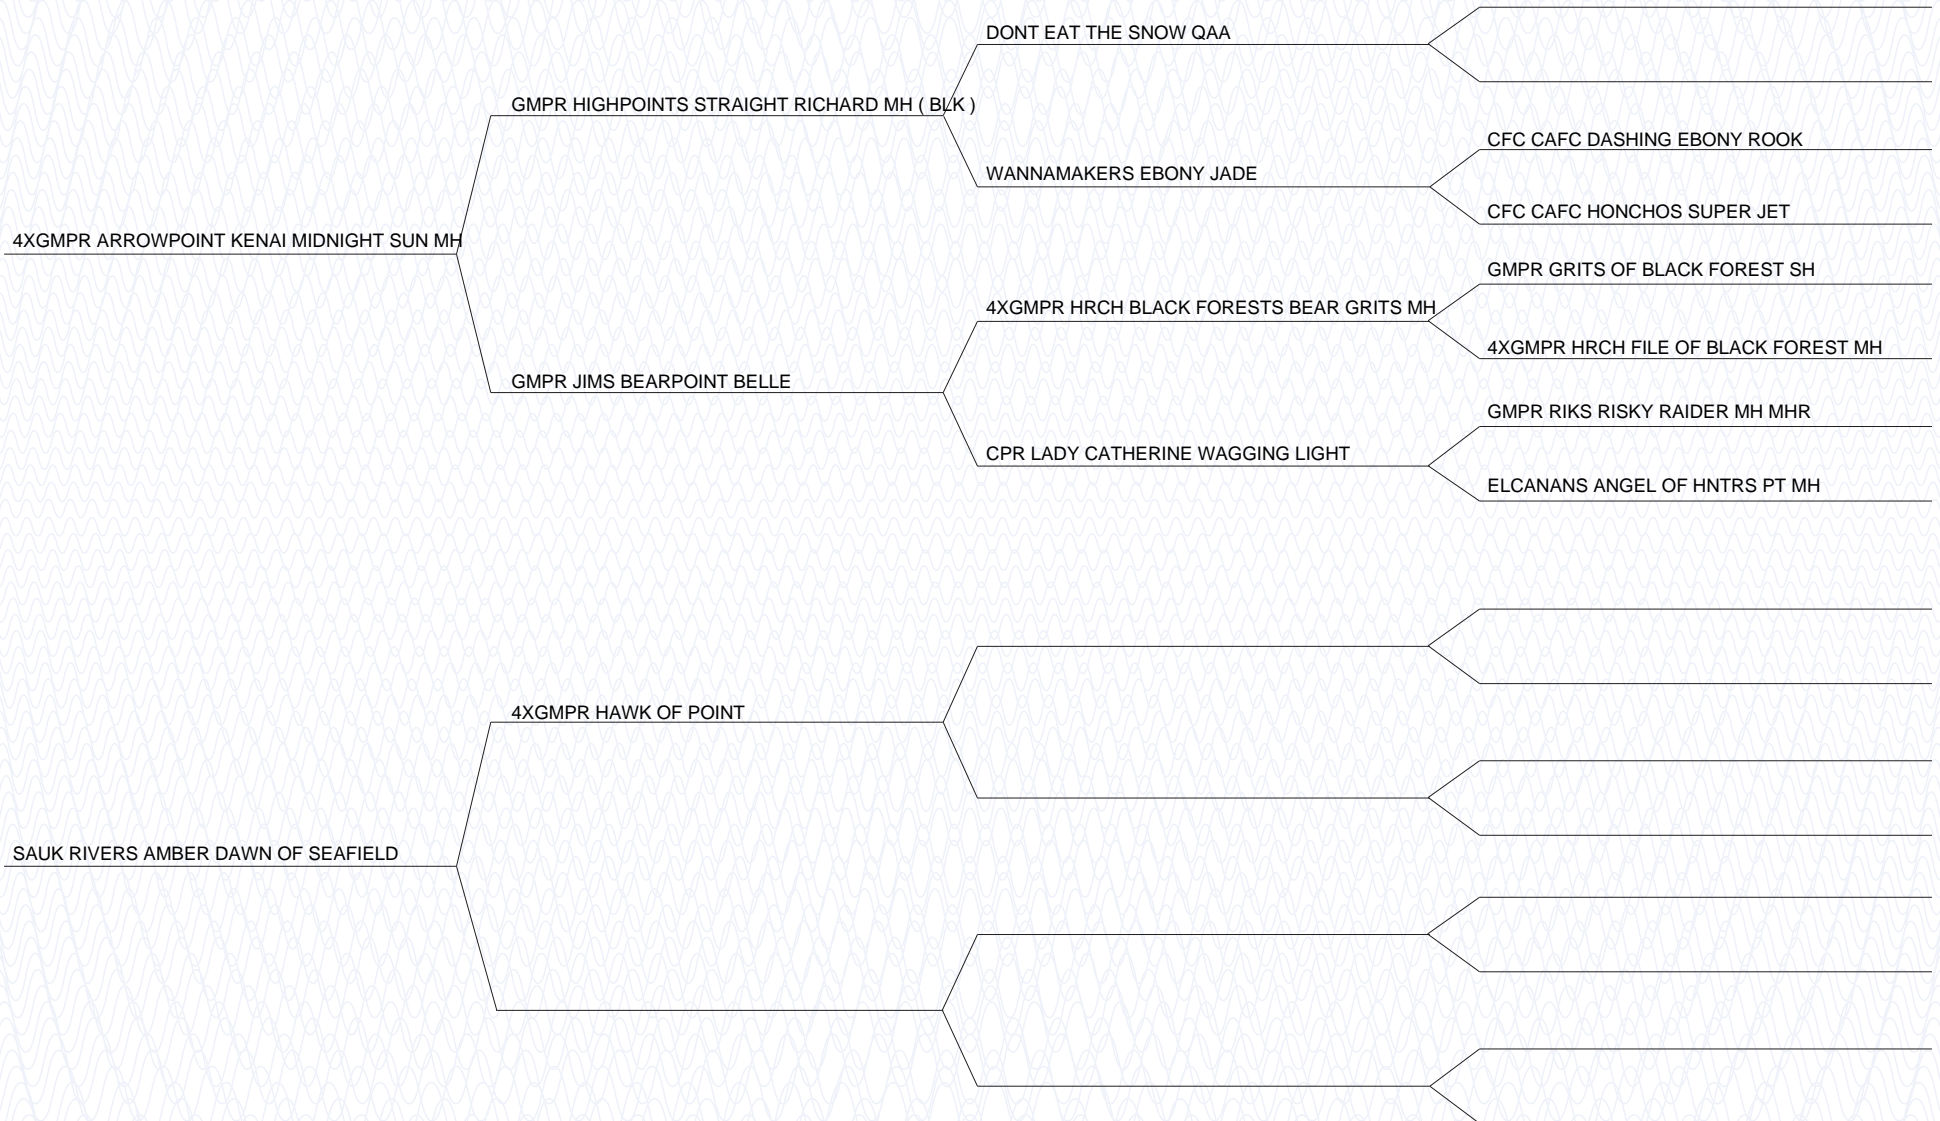 DONT EAT THE SNOW QAA
GMPR HIGHPOINTS STRAIGHT RICHARD MH ( BLK )
CFC CAFC DASHING EBONY ROOK
WANNAMAKERS EBONY JADE
CFC CAFC HONCHOS SUPER JET
4XGMPR ARROWPOINT KENAI MIDNIGHT SUN MH
GMPR GRITS OF BLACK FOREST SH
4XGMPR HRCH BLACK FORESTS BEAR GRITS MH
4XGMPR HRCH FILE OF BLACK FOREST MH
GMPR JIMS BEARPOINT BELLE
GMPR RIKS RISKY RAIDER MH MHR
CPR LADY CATHERINE WAGGING LIGHT
ELCANANS ANGEL OF HNTRS PT MH
4XGMPR HAWK OF POINT
SAUK RIVERS AMBER DAWN OF SEAFIELD